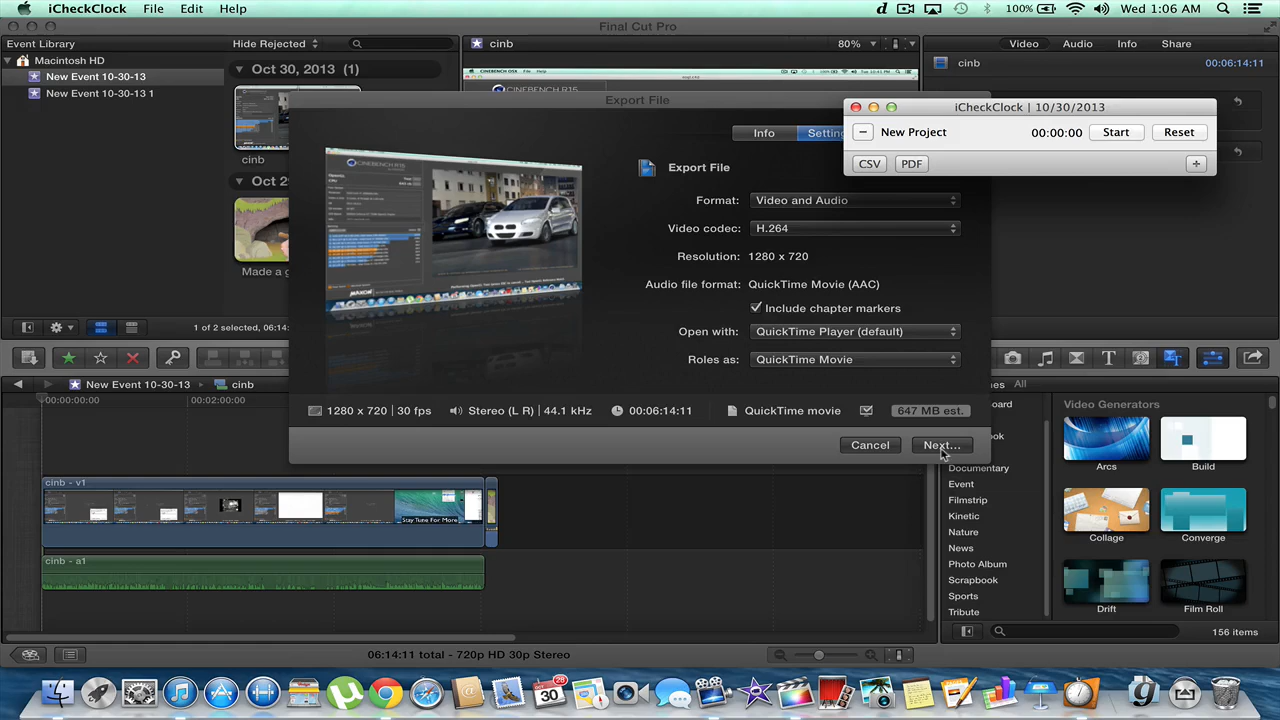 iCheckClock File Edit Help
100% Wed 1:06 AM
Final Cut Pro
Event Library
Hide Rejected
cinb
80%
Video Audio Info Share
Macintosh HD
New Event 10-30-13
New Event 10-30-13 1
Oct 30, 2013 (1)
cinb
00:06:14:11
Export File
iCheckClock | 10/30/2013
New Project 00:00:00 Start Reset
CSV PDF
Info
CINEBENCH R15
MAXON
Export File
Format: Video and Audio
Video codec: H.264
Resolution: 1280 x 720
Audio file format: QuickTime Movie (AAC)
Include chapter markers
Open with: QuickTime Player (default)
Roles as: QuickTime Movie
1280 x 720 | 30 fps
Stereo (L R) | 44.1 kHz
00:06:14:11
QuickTime movie
647 MB est.
Cancel Next...
cinb
1 of 2 selected, 06:14:
New Event 10-30-13 cinb
00:00:00:00
00:02:00:00
cinb - v1
Stay Tune For More
cinb - a1
All
Documentary
Event
Filmstrip
Kinetic
Nature
News
Photo Album
Scrapbook
Sports
Tribute
Video Generators
Arcs
Build
Collage
Converge
Drift
Film Roll
156 items
06:14:11 total - 720p HD 30p Stereo
OCT
30
28